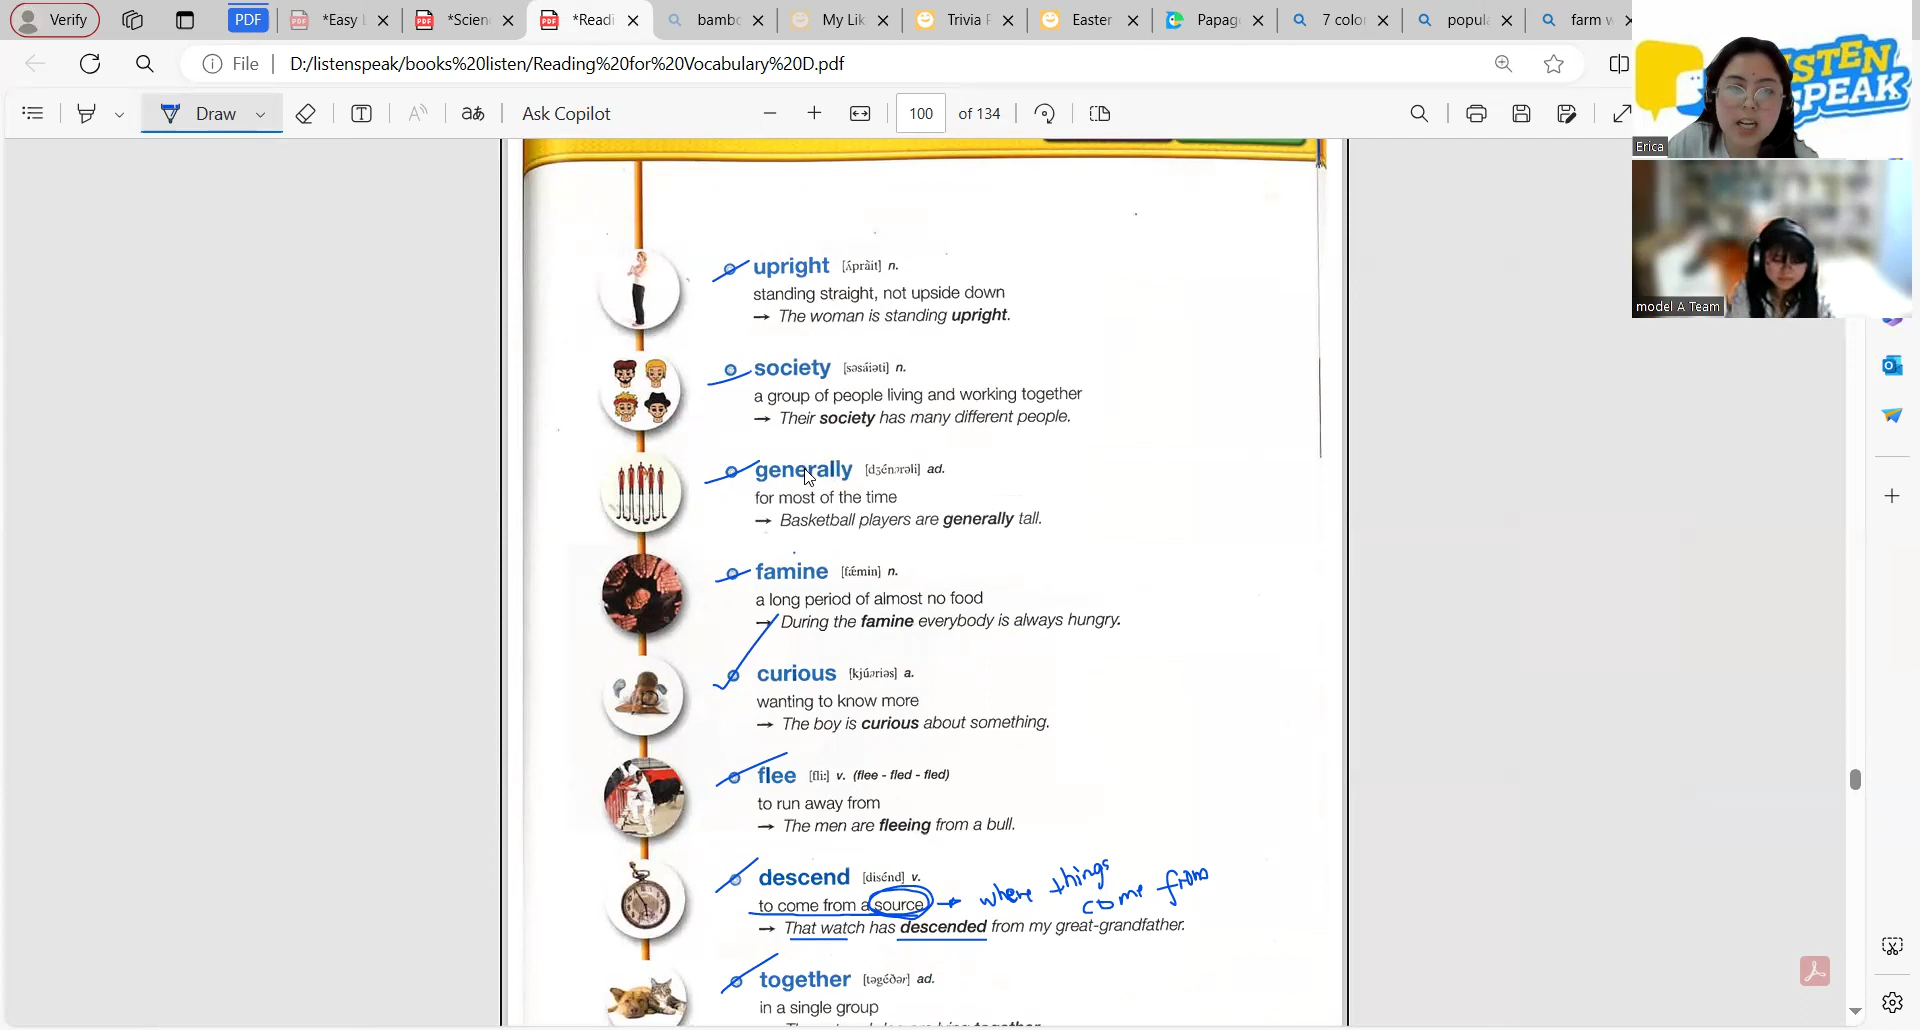 Verify
PDF
*Easy
*Scien
*Readi
bambo
My Lik
Trivia
Easter
Papag
7 color
popul
farm w
File
D:/listenspeak/books%20listen/Reading%20for%20Vocabulary%20D.pdf
Draw
Ask Copilot
100 of 134
LISTEN
SPEAK
Erica
model A Team
upright [ʌ́pràit] n.
standing straight, not upside down
→ The woman is standing upright.
society [səsáiəti] n.
a group of people living and working together
→ Their society has many different people.
generally [dʒénərəli] ad.
for most of the time
→ Basketball players are generally tall.
famine [fǽmin] n.
a long period of almost no food
→ During the famine everybody is always hungry.
curious [kjúəriəs] a.
wanting to know more
→ The boy is curious about something.
flee [fli:] v. (flee - fled - fled)
to run away from
→ The men are fleeing from a bull.
descend [disénd] v.
to come from a source → where things come from
→ That watch has descended from my great-grandfather.
together [təgéðər] ad.
in a single group
together